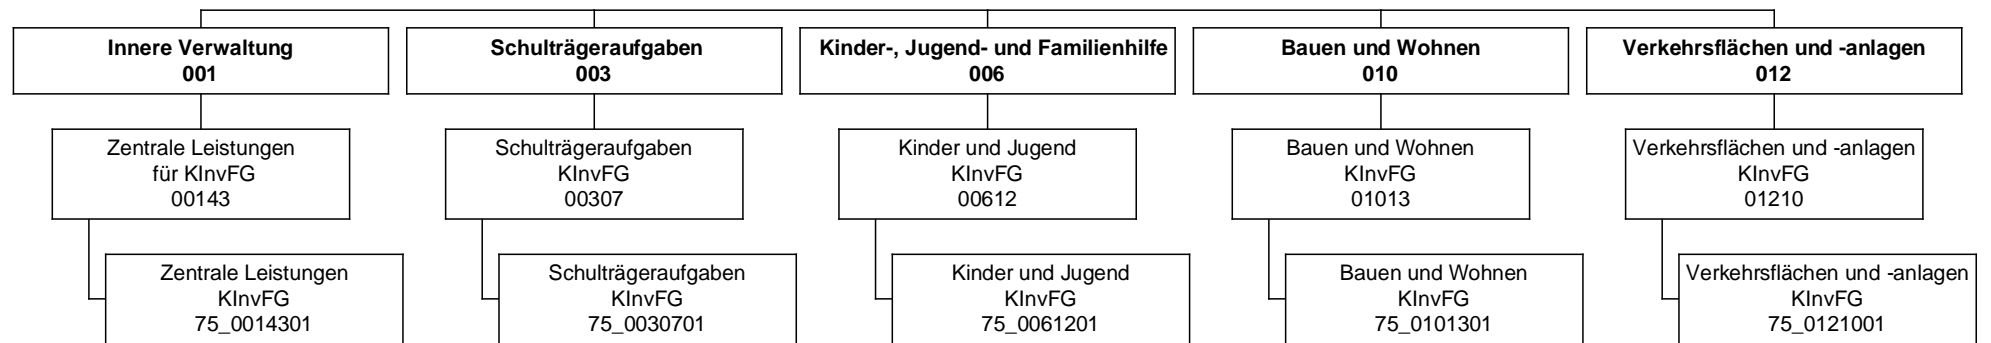 Innere Verwaltung
001
Schulträgeraufgaben
003
Kinder-, Jugend- und Familienhilfe
006
Bauen und Wohnen
010
Verkehrsflächen und -anlagen
012
Zentrale Leistungen
für KInvFG
00143
Schulträgeraufgaben
KInvFG
00307
Kinder und Jugend
KInvFG
00612
Bauen und Wohnen
KInvFG
01013
Verkehrsflächen und -anlagen
KInvFG
01210
Zentrale Leistungen
KInvFG
75_0014301
Schulträgeraufgaben
KInvFG
75_0030701
Kinder und Jugend
KInvFG
75_0061201
Bauen und Wohnen
KInvFG
75_0101301
Verkehrsflächen und -anlagen
KInvFG
75_0121001